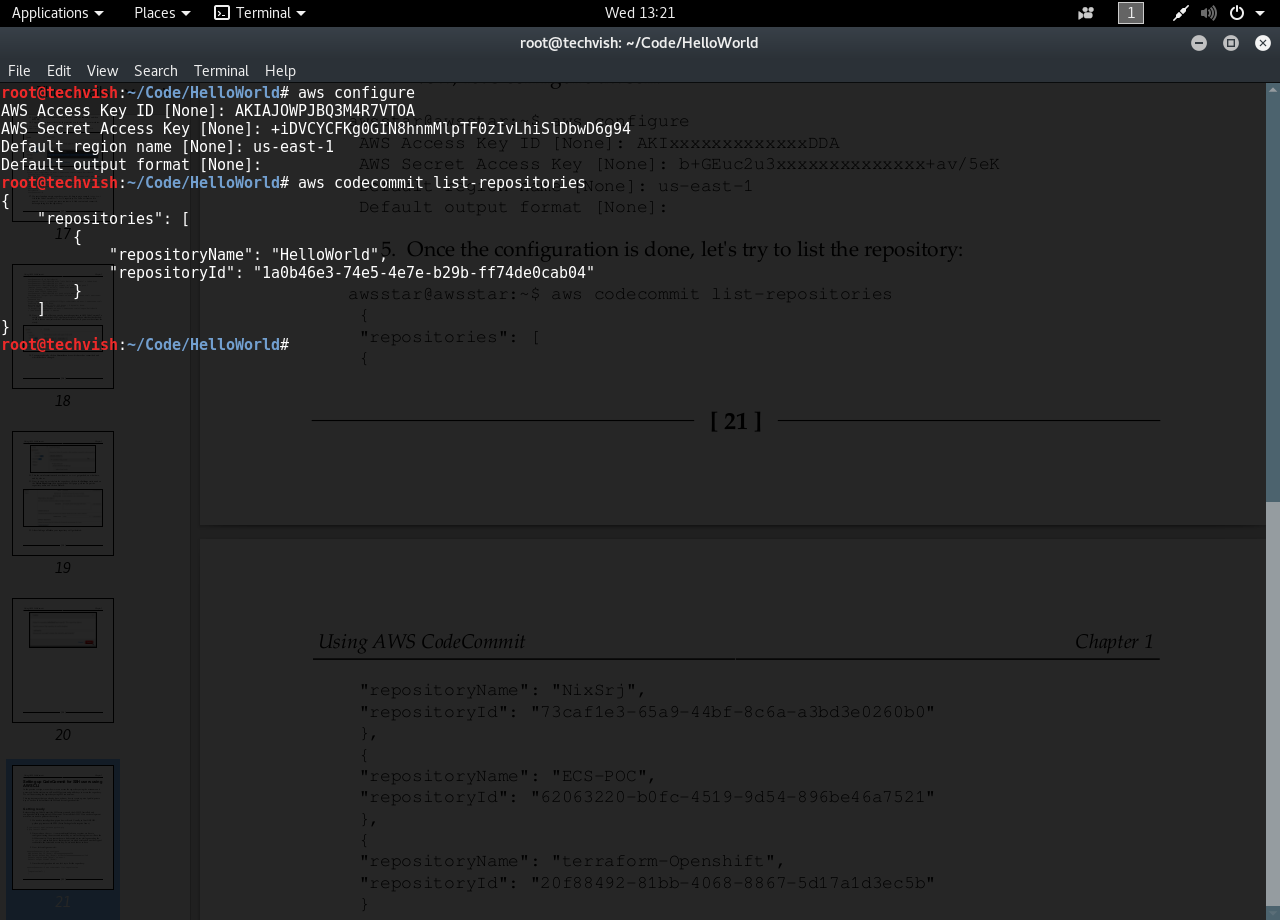 Applications Places Terminal Wed 13:21 1
root@techvish: ~/Code/HelloWorld
File Edit View Search Terminal Help
root@techvish:~/Code/HelloWorld# aws configure
AWS Access Key ID [None]: AKIAJOWPJBQ3M4R7VTOA
AWS Secret Access Key [None]: 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
Default region name [None]: us-east-1
Default output format [None]:
root@techvish:~/Code/HelloWorld# aws codecommit list-repositories
{
"repositories": [
{
"repositoryName": "HelloWorld",
"repositoryId": "1a0b46e3-74e5-4e7e-b29b-ff74de0cab04"
}
]
}
root@techvish:~/Code/HelloWorld#
17
18
19
20
21
awsstar@awsstar:~$ aws configure
AWS Access Key ID [None]: AKIxxxxxxxxxxxxxDDA
AWS Secret Access Key [None]: b+GEuc2u3xxxxxxxxxxxxxx+av/5eK
Default region name [None]: us-east-1
Default output format [None]:
5. Once the configuration is done, let's try to list the repository:
awsstar@awsstar:~$ aws codecommit list-repositories
{
"repositories": [
{
[ 21 ]
Using AWS CodeCommit Chapter 1
"repositoryName": "NixSrj",
"repositoryId": "73caf1e3-65a9-44bf-8c6a-a3bd3e0260b0"
},
{
"repositoryName": "ECS-POC",
"repositoryId": "62063220-b0fc-4519-9d54-896be46a7521"
},
{
"repositoryName": "terraform-Openshift",
"repositoryId": "20f88492-81bb-4068-8867-5d17a1d3ec5b"
}